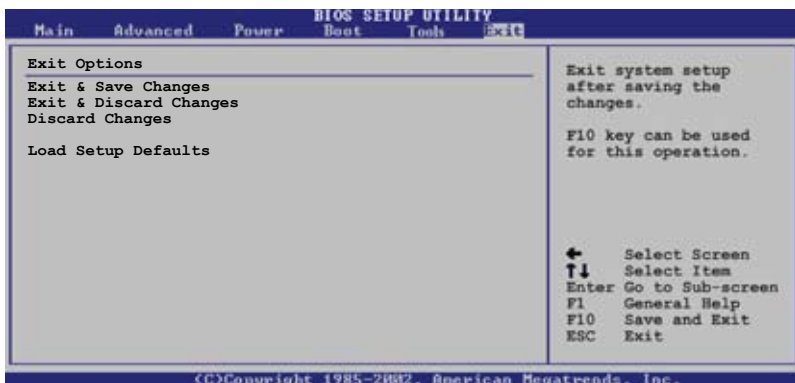 BIOS SETUP UTILITY
Main Advanced Power Boot Tools Exit
Exit Options
Exit & Save Changes
Exit & Discard Changes
Discard Changes
Load Setup Defaults
Exit system setup
after saving the
changes.
F10 key can be used
for this operation.
← Select Screen
↑↓ Select Item
Enter Go to Sub-screen
F1 General Help
F10 Save and Exit
ESC Exit
(C)Copyright 1985-2002, American Megatrends, Inc.